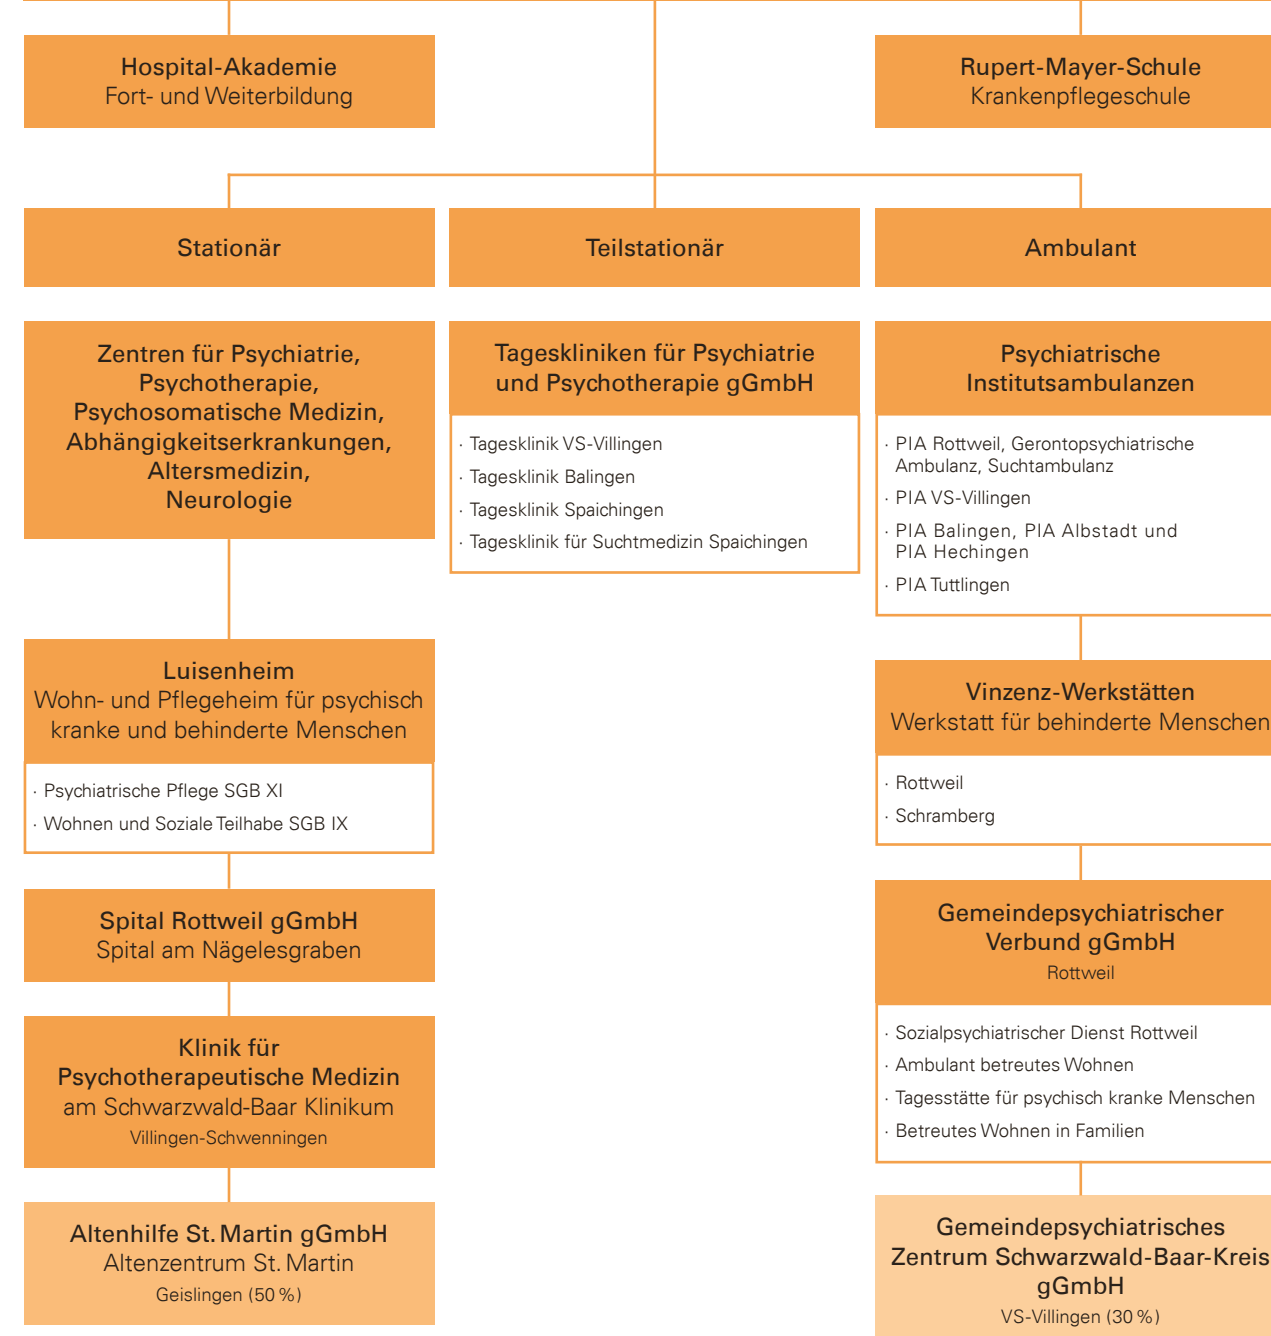 Hospital-Akademie
Fort- und Weiterbildung
Rupert-Mayer-Schule
Krankenpflegeschule
Stationär
Teilstationär
Ambulant
Zentren für Psychiatrie,
Psychotherapie,
Psychosomatische Medizin,
Abhängigkeitserkrankungen,
Altersmedizin,
Neurologie
Luisenheim
Wohn- und Pflegeheim für psychisch
kranke und behinderte Menschen
· Psychiatrische Pflege SGB XI
· Wohnen und Soziale Teilhabe SGB IX
Spital Rottweil gGmbH
Spital am Nägelesgraben
Klinik für
Psychotherapeutische Medizin
am Schwarzwald-Baar Klinikum
Villingen-Schwenningen
Altenhilfe St. Martin gGmbH
Altenzentrum St. Martin
Geislingen (50 %)
Tageskliniken für Psychiatrie
und Psychotherapie gGmbH
· Tagesklinik VS-Villingen
· Tagesklinik Balingen
· Tagesklinik Spaichingen
· Tagesklinik für Suchtmedizin Spaichingen
Psychiatrische
Institutsambulanzen
· PIA Rottweil, Gerontopsychiatrische
Ambulanz, Suchtambulanz
· PIA VS-Villingen
· PIA Balingen, PIA Albstadt und
PIA Hechingen
· PIA Tuttlingen
Vinzenz-Werkstätten
Werkstatt für behinderte Menschen
· Rottweil
· Schramberg
Gemeindepsychiatrischer
Verbund gGmbH
Rottweil
· Sozialpsychiatrischer Dienst Rottweil
· Ambulant betreutes Wohnen
· Tagesstätte für psychisch kranke Menschen
· Betreutes Wohnen in Familien
Gemeindepsychiatrisches
Zentrum Schwarzwald-Baar-Kreis
gGmbH
VS-Villingen (30 %)